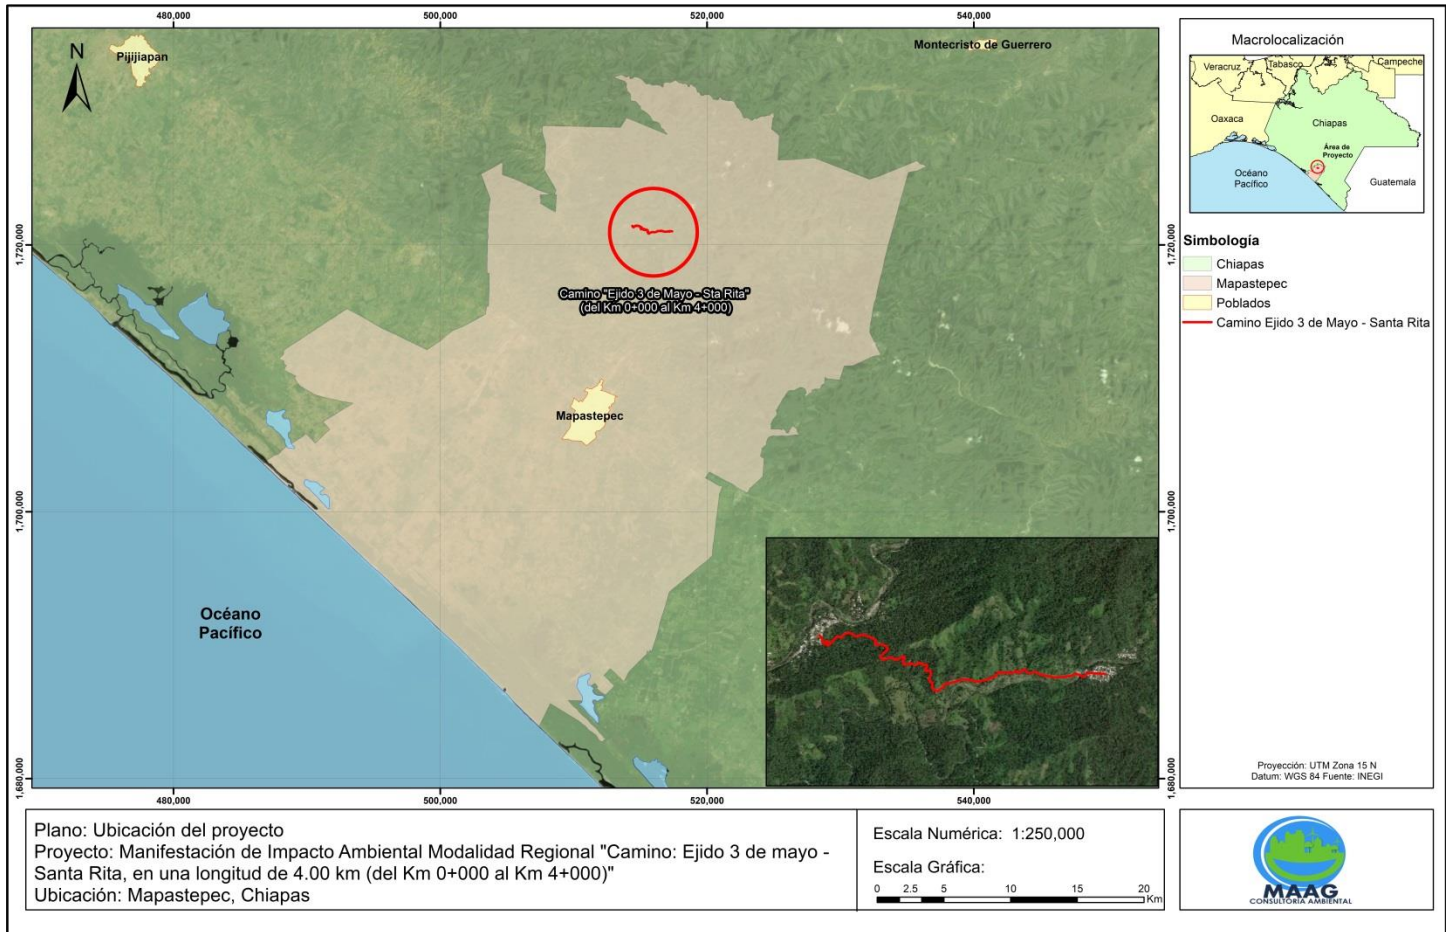 480,000
500,000
520,000
540,000
N
Pijijiapan
Montecristo de Guerrero
1,720,000
1,720,000
Camino "Ejido 3 de Mayo - Sta Rita"
(del Km 0+000 al Km 4+000)
Mapastepec
1,700,000
1,700,000
Océano
Pacífico
1,680,000
1,680,000
480,000
500,000
520,000
540,000
Macrolocalización
Veracruz
Tabasco
Campeche
Oaxaca
Chiapas
Área de
Proyecto
Océano
Pacífico
Guatemala
Simbología
Chiapas
Mapastepec
Poblados
Camino Ejido 3 de Mayo - Santa Rita
Proyección: UTM Zona 15 N
Datum: WGS 84 Fuente: INEGI
Plano: Ubicación del proyecto
Proyecto: Manifestación de Impacto Ambiental Modalidad Regional "Camino: Ejido 3 de mayo -
Santa Rita, en una longitud de 4.00 km (del Km 0+000 al Km 4+000)"
Ubicación: Mapastepec, Chiapas
Escala Numérica: 1:250,000
Escala Gráfica:
0 2.5 5 10 15 20
Km
MAAG
CONSULTORIA AMBIENTAL